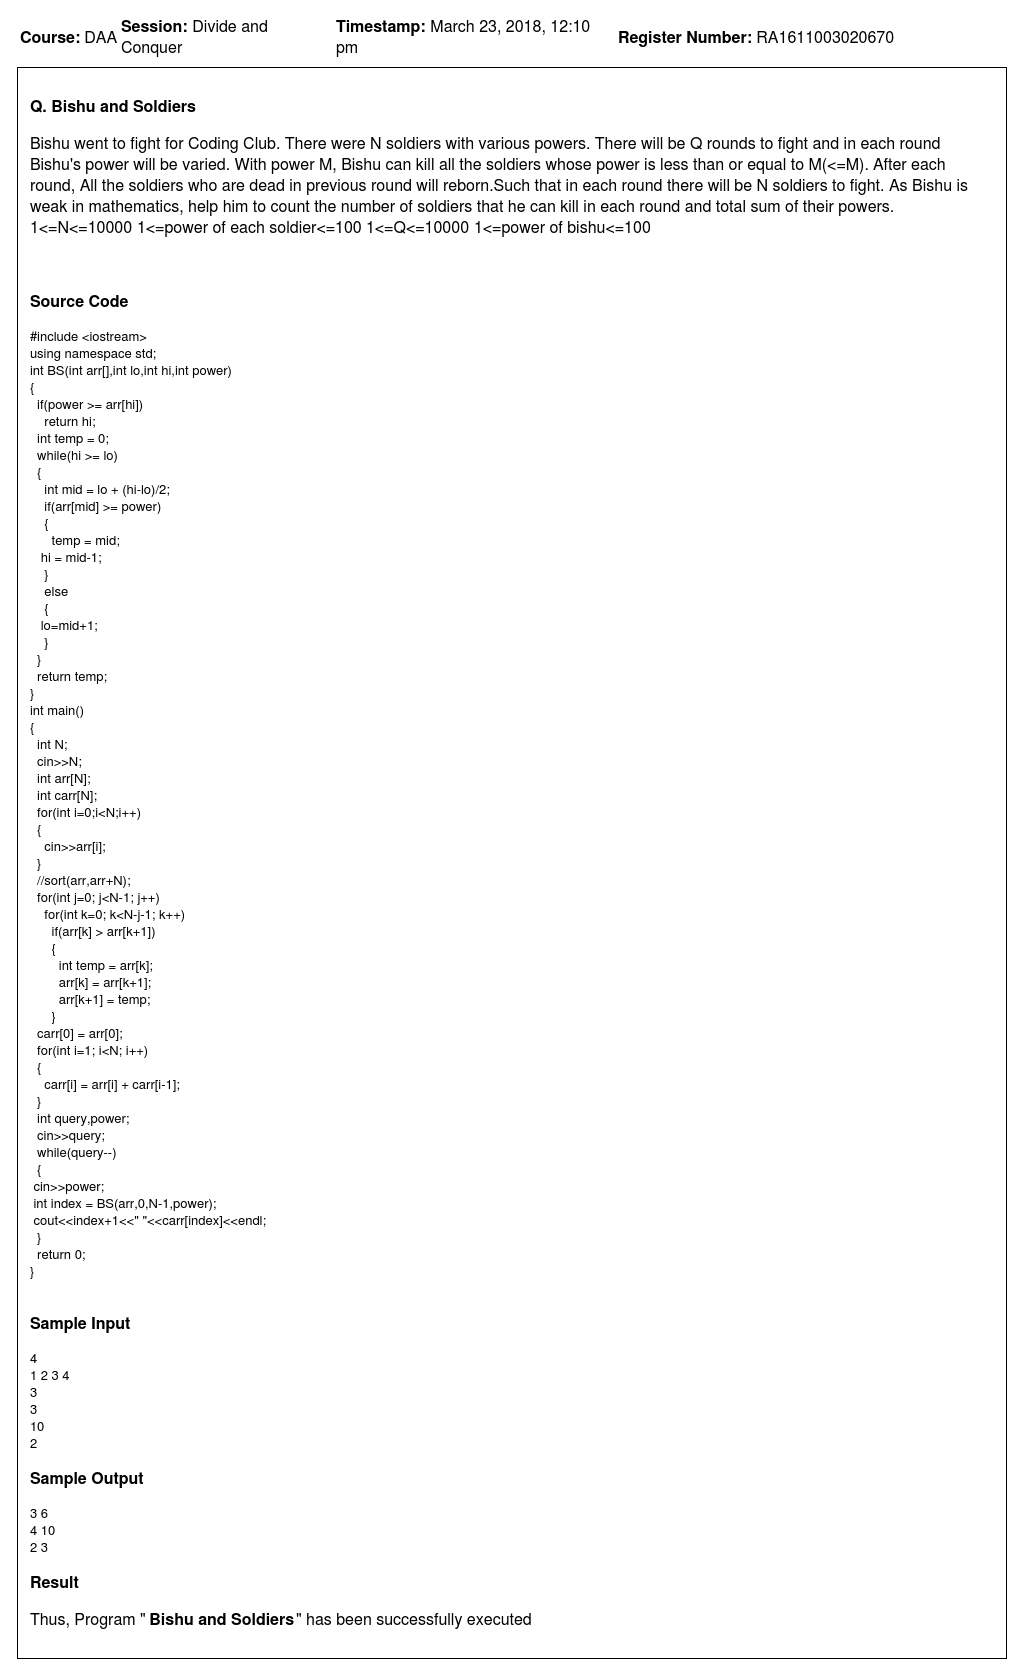 Course: DAA Session: Divide and Conquer Timestamp: March 23, 2018, 12:10 pm Register Number: RA1611003020670
Q. Bishu and Soldiers
Bishu went to fight for Coding Club. There were N soldiers with various powers. There will be Q rounds to fight and in each round
Bishu's power will be varied. With power M, Bishu can kill all the soldiers whose power is less than or equal to M(<=M). After each
round, All the soldiers who are dead in previous round will reborn.Such that in each round there will be N soldiers to fight. As Bishu is
weak in mathematics, help him to count the number of soldiers that he can kill in each round and total sum of their powers.
1<=N<=10000 1<=power of each soldier<=100 1<=Q<=10000 1<=power of bishu<=100
Source Code
#include <iostream>
using namespace std;
int BS(int arr[],int lo,int hi,int power)
{
  if(power >= arr[hi])
    return hi;
  int temp = 0;
  while(hi >= lo)
  {
    int mid = lo + (hi-lo)/2;
    if(arr[mid] >= power)
    {
      temp = mid;
   hi = mid-1;
    }
    else
    {
   lo=mid+1;
    }
  }
  return temp;
}
int main()
{
  int N;
  cin>>N;
  int arr[N];
  int carr[N];
  for(int i=0;i<N;i++)
  {
    cin>>arr[i];
  }
  //sort(arr,arr+N);
  for(int j=0; j<N-1; j++)
    for(int k=0; k<N-j-1; k++)
      if(arr[k] > arr[k+1])
      {
        int temp = arr[k];
        arr[k] = arr[k+1];
        arr[k+1] = temp;
      }
  carr[0] = arr[0];
  for(int i=1; i<N; i++)
  {
    carr[i] = arr[i] + carr[i-1];
  }
  int query,power;
  cin>>query;
  while(query--)
  {
 cin>>power;
 int index = BS(arr,0,N-1,power);
 cout<<index+1<<" "<<carr[index]<<endl;
  }
  return 0;
}
Sample Input
4
1 2 3 4
3
3
10
2
Sample Output
3 6
4 10
2 3
Result
Thus, Program " Bishu and Soldiers" has been successfully executed